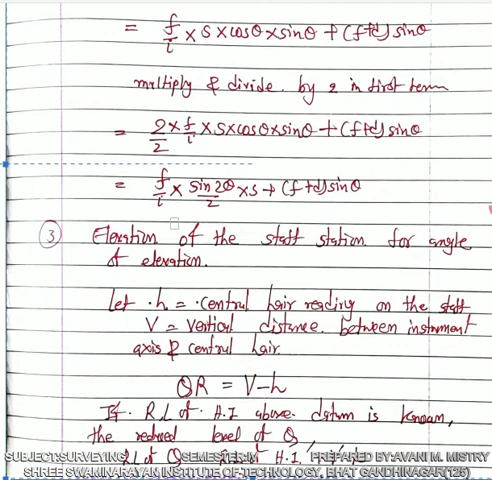 = f/i × S × cosθ × sinθ + (f+d) sinθ
multiply & divide by 2 in first term
= 2/2 × f/i × S × cosθ × sinθ + (f+d) sinθ
= f/i × sin2θ/2 × S + (f+d) sinθ
③ Elevation of the staff station for angle
of elevation.
Let h = central hair reading on the staff
V = vertical distance between instrument
axis & central hair.
QR = V-h
If R.L of H.I above datum is known,
the reduced level of Q,
R.L of Q H.I.
SUBJECT:SURVEYING SEMESTER:IV PREPARED BY:AVANI M. MISTRY
SHREE SWAMINARAYAN INSTITUTE OF TECHNOLOGY, BHAT GANDHINAGAR(125)